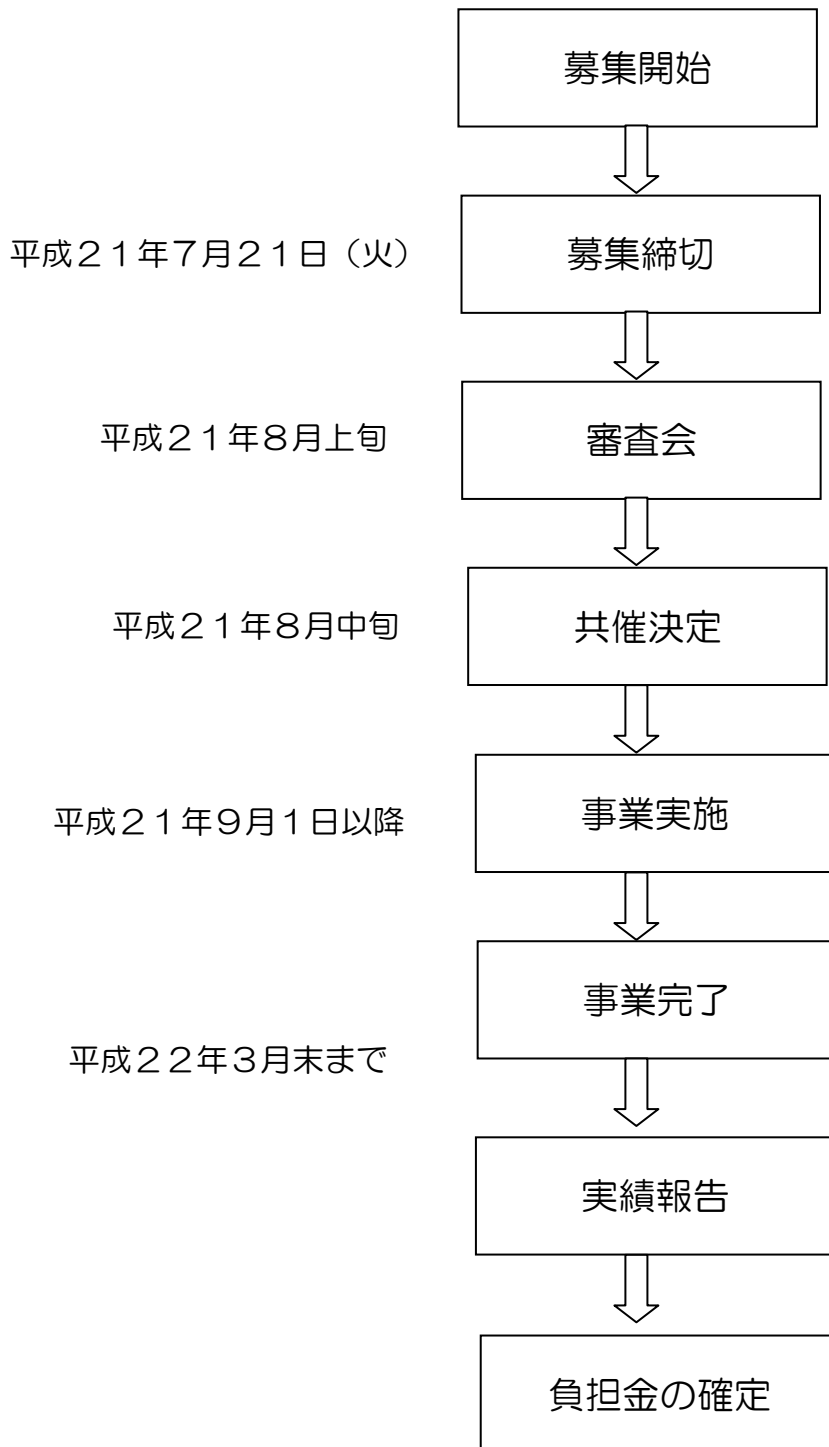 募集開始
平成２１年７月２１日（火）
募集締切
平成２１年８月上旬
審査会
平成２１年８月中旬
共催決定
平成２１年９月１日以降
事業実施
事業完了
平成２２年３月末まで
実績報告
負担金の確定